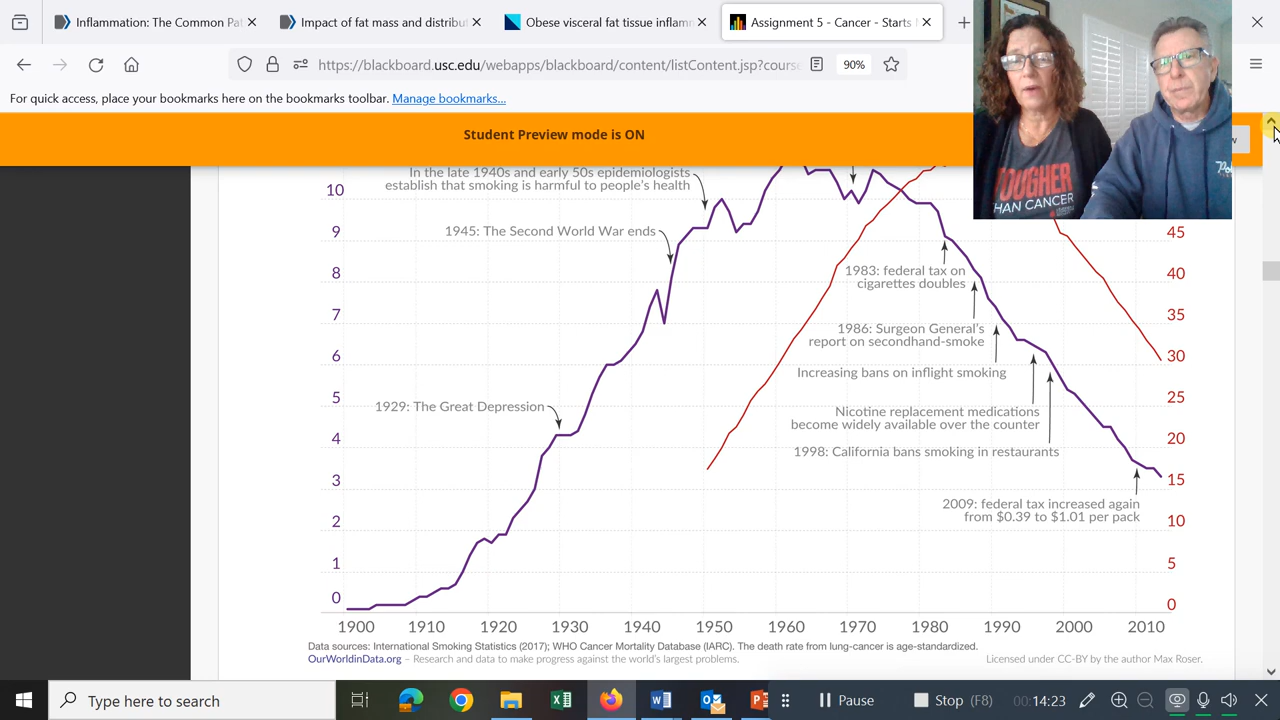 Inflammation: The Common Pa
Impact of fat mass and distribut
Obese visceral fat tissue inflamm
Assignment 5 - Cancer - Starts
https://blackboard.usc.edu/webapps/blackboard/content/listContent.jsp?course
90%
For quick access, place your bookmarks here on the bookmarks toolbar. Manage bookmarks...
Student Preview mode is ON
TOUGHER
THAN CANCER
In the late 1940s and early 50s epidemiologists
establish that smoking is harmful to people's health
10
9
45
1945: The Second World War ends
8
40
1983: federal tax on
cigarettes doubles
7
35
1986: Surgeon General's
report on secondhand-smoke
6
30
Increasing bans on inflight smoking
5
25
1929: The Great Depression
Nicotine replacement medications
become widely available over the counter
4
20
1998: California bans smoking in restaurants
3
15
2009: federal tax increased again
from $0.39 to $1.01 per pack
2
10
1
5
0
0
1900 1910 1920 1930 1940 1950 1960 1970 1980 1990 2000 2010
Data sources: International Smoking Statistics (2017); WHO Cancer Mortality Database (IARC). The death rate from lung-cancer is age-standardized.
OurWorldinData.org – Research and data to make progress against the world's largest problems.
Licensed under CC-BY by the author Max Roser.
Type here to search
Pause
Stop (F8)
00:14:23